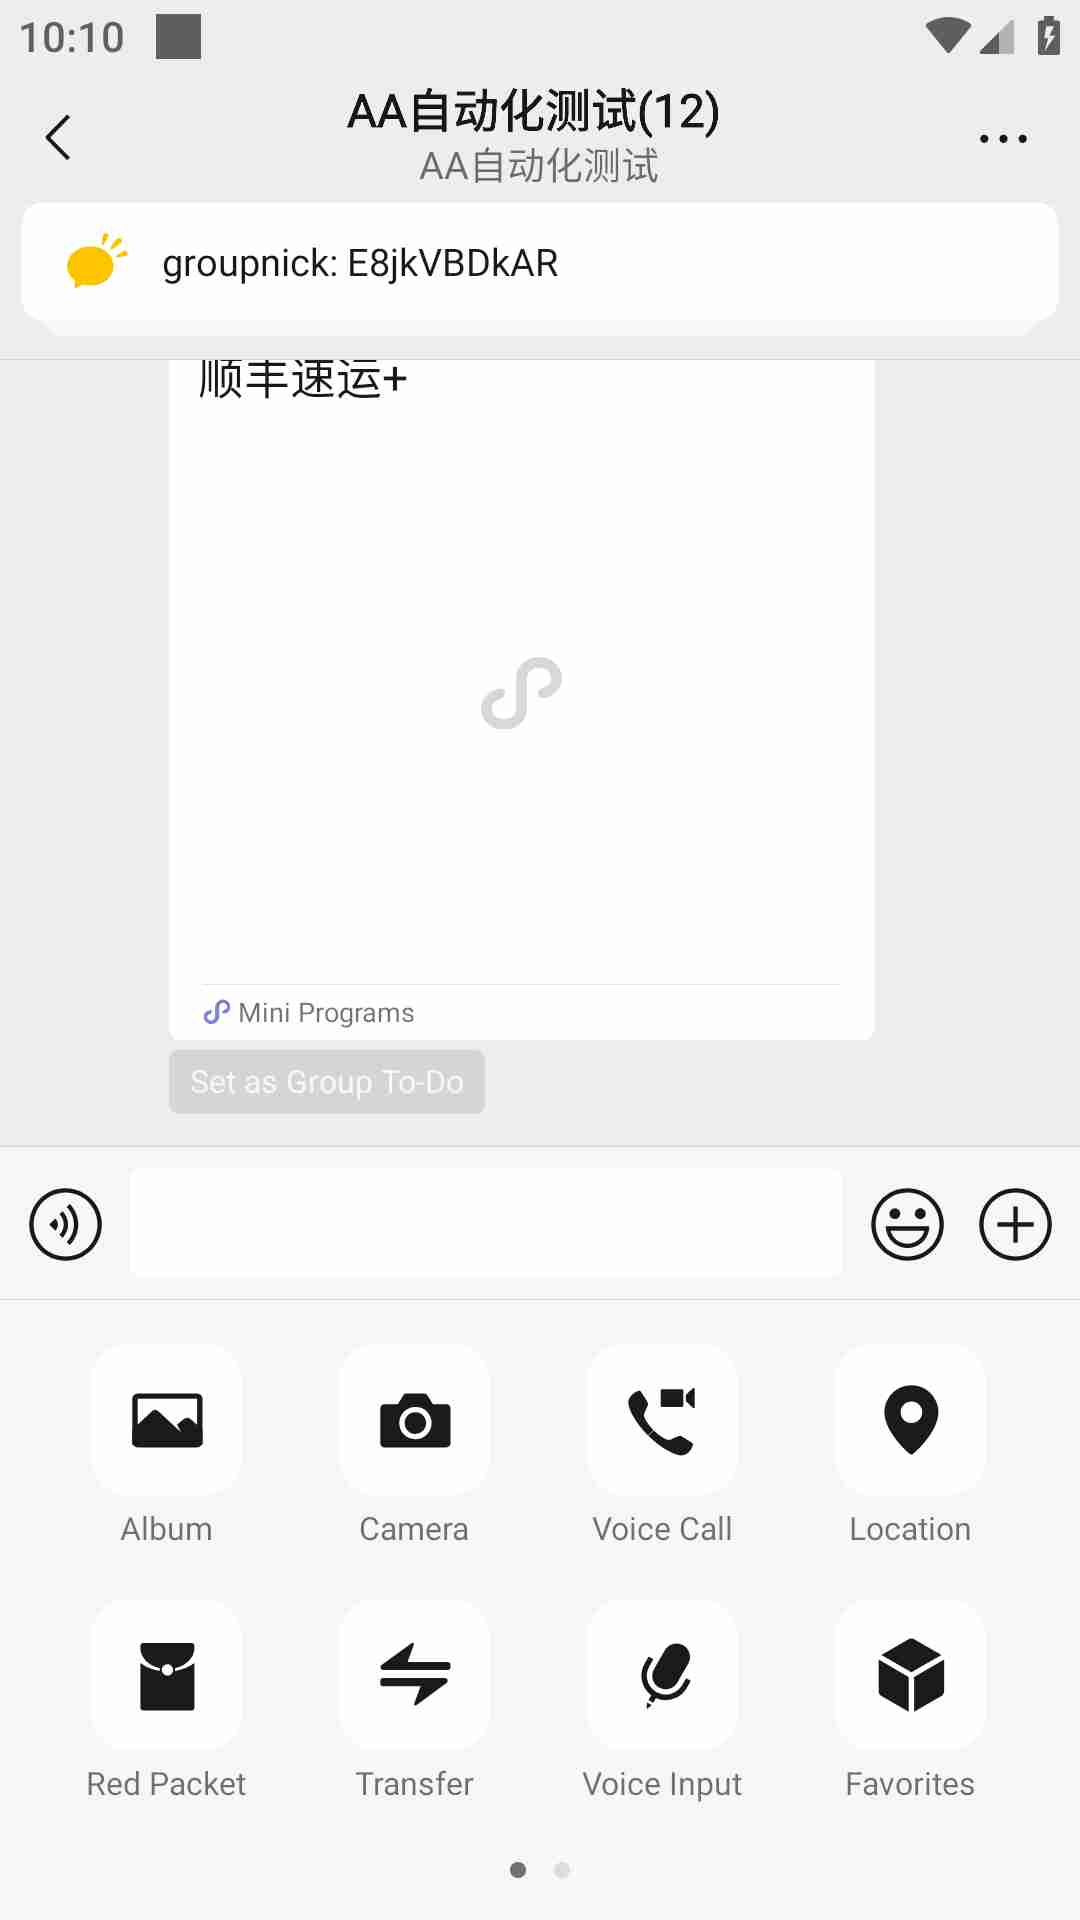 10:10
AA自动化测试(12)
AA自动化测试
groupnick: E8jkVBDkAR
顺丰速运+
Mini Programs
Set as Group To-Do
Album
Camera
Voice Call
Location
Red Packet
Transfer
Voice Input
Favorites